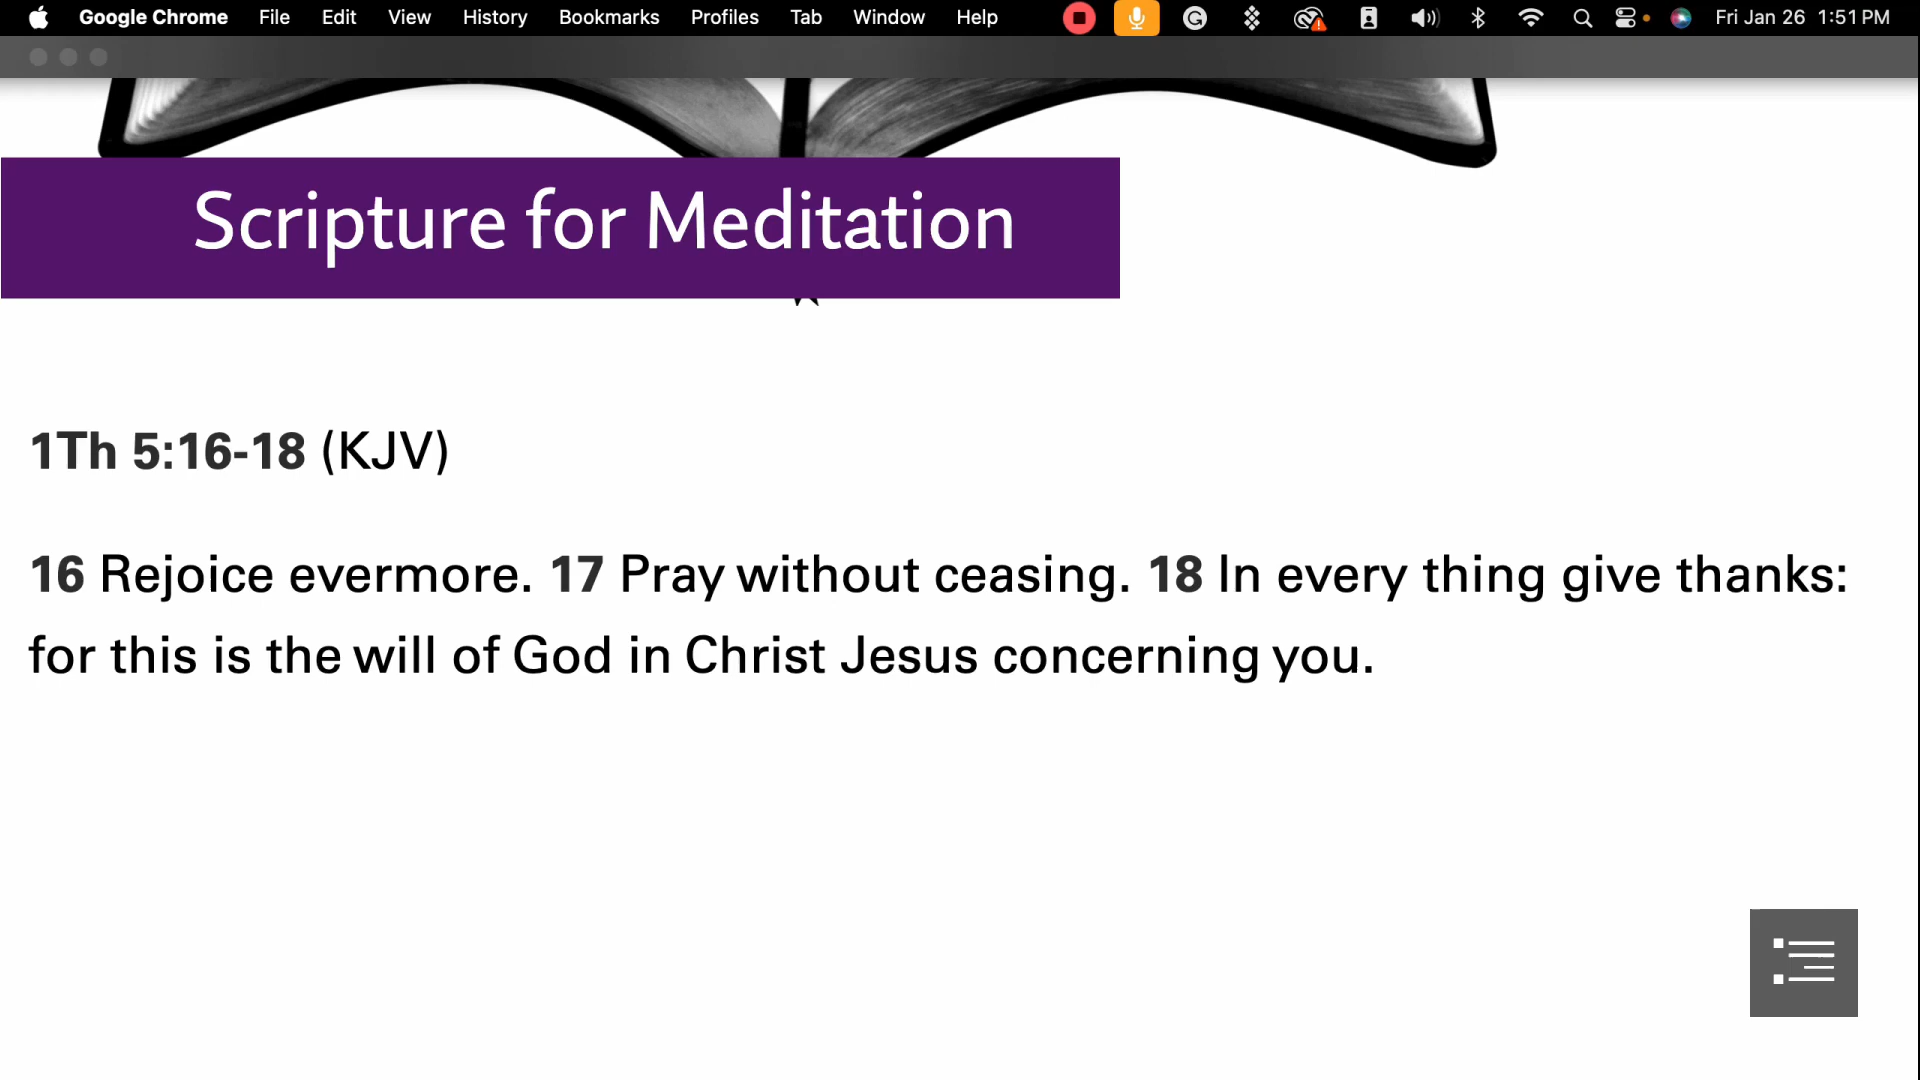 Google Chrome File Edit View History Bookmarks Profiles Tab Window Help Fri Jan 26 1:51 PM
Scripture for Meditation
1Th 5:16-18 (KJV)
16 Rejoice evermore. 17 Pray without ceasing. 18 In every thing give thanks:
for this is the will of God in Christ Jesus concerning you.